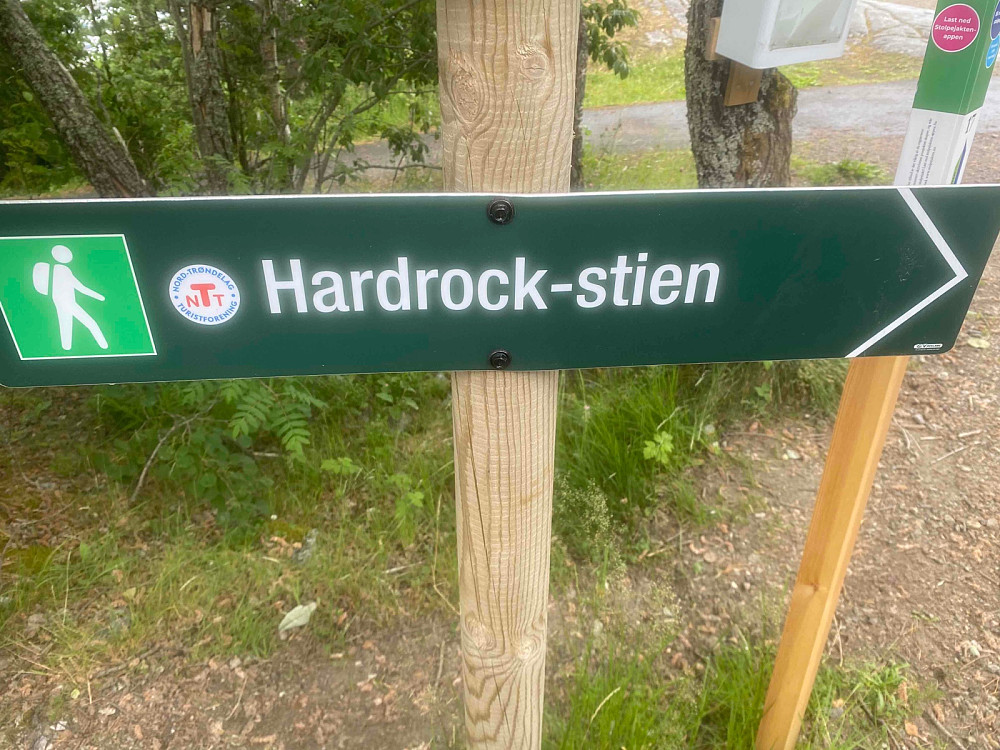 Last ned
Stolpejakten-
appen
NORD-TRØNDELAG
NTT
TURISTFORENING
Hardrock-stien